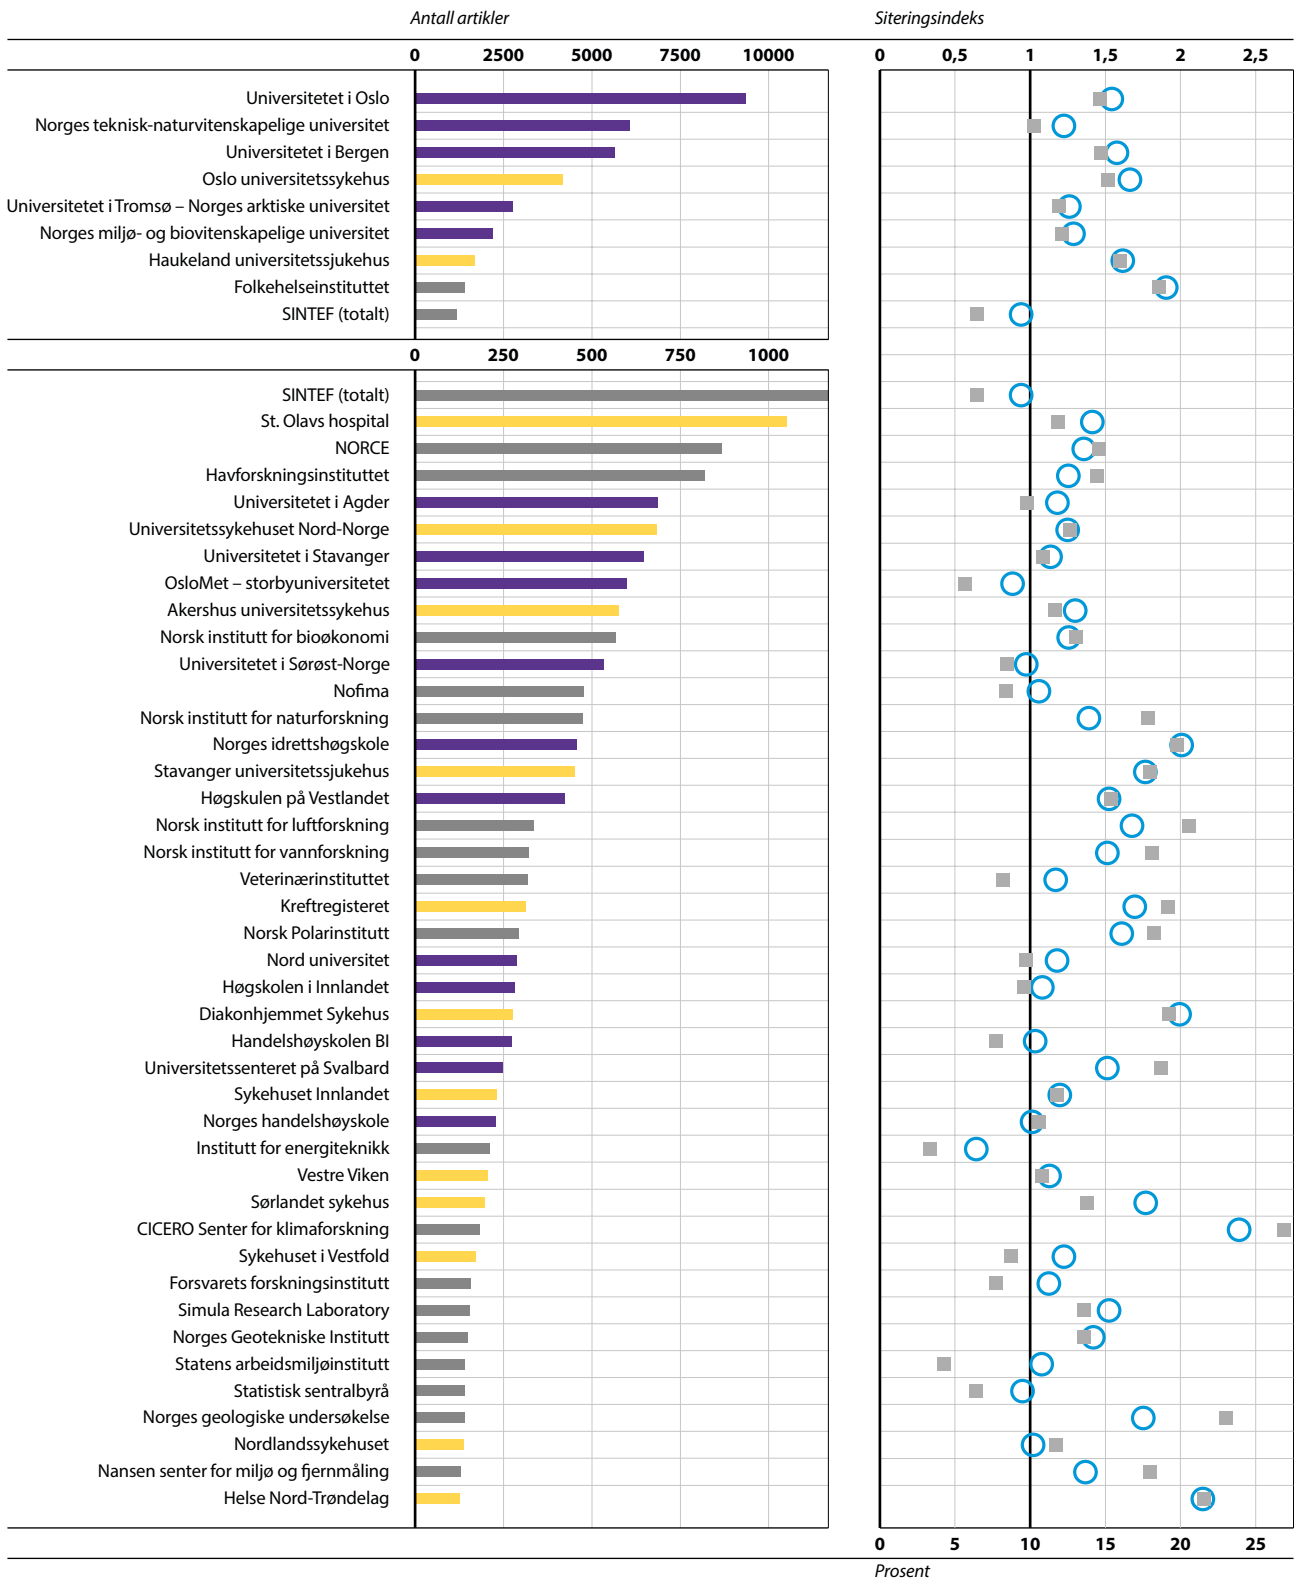 Antall artikler Siteringsindeks
0 2500 5000 7500 10000 0 0,5 1 1,5 2 2,5
Universitetet i Oslo
Norges teknisk-naturvitenskapelige universitet
Universitetet i Bergen
Oslo universitetssykehus
Universitetet i Tromsø – Norges arktiske universitet
Norges miljø- og biovitenskapelige universitet
Haukeland universitetssjukehus
Folkehelseinstituttet
SINTEF (totalt)
0 250 500 750 1000
SINTEF (totalt)
St. Olavs hospital
NORCE
Havforskningsinstituttet
Universitetet i Agder
Universitetssykehuset Nord-Norge
Universitetet i Stavanger
OsloMet – storbyuniversitetet
Akershus universitetssykehus
Norsk institutt for bioøkonomi
Universitetet i Sørøst-Norge
Nofima
Norsk institutt for naturforskning
Norges idrettshøgskole
Stavanger universitetssjukehus
Høgskulen på Vestlandet
Norsk institutt for luftforskning
Norsk institutt for vannforskning
Veterinærinstituttet
Kreftregisteret
Norsk Polarinstitutt
Nord universitet
Høgskolen i Innlandet
Diakonhjemmet Sykehus
Handelshøyskolen BI
Universitetssenteret på Svalbard
Sykehuset Innlandet
Norges handelshøyskole
Institutt for energiteknikk
Vestre Viken
Sørlandet sykehus
CICERO Senter for klimaforskning
Sykehuset i Vestfold
Forsvarets forskningsinstitutt
Simula Research Laboratory
Norges Geotekniske Institutt
Statens arbeidsmiljøinstitutt
Statistisk sentralbyrå
Norges geologiske undersøkelse
Nordlandssykehuset
Nansen senter for miljø og fjernmåling
Helse Nord-Trøndelag
0 5 10 15 20 25
Prosent